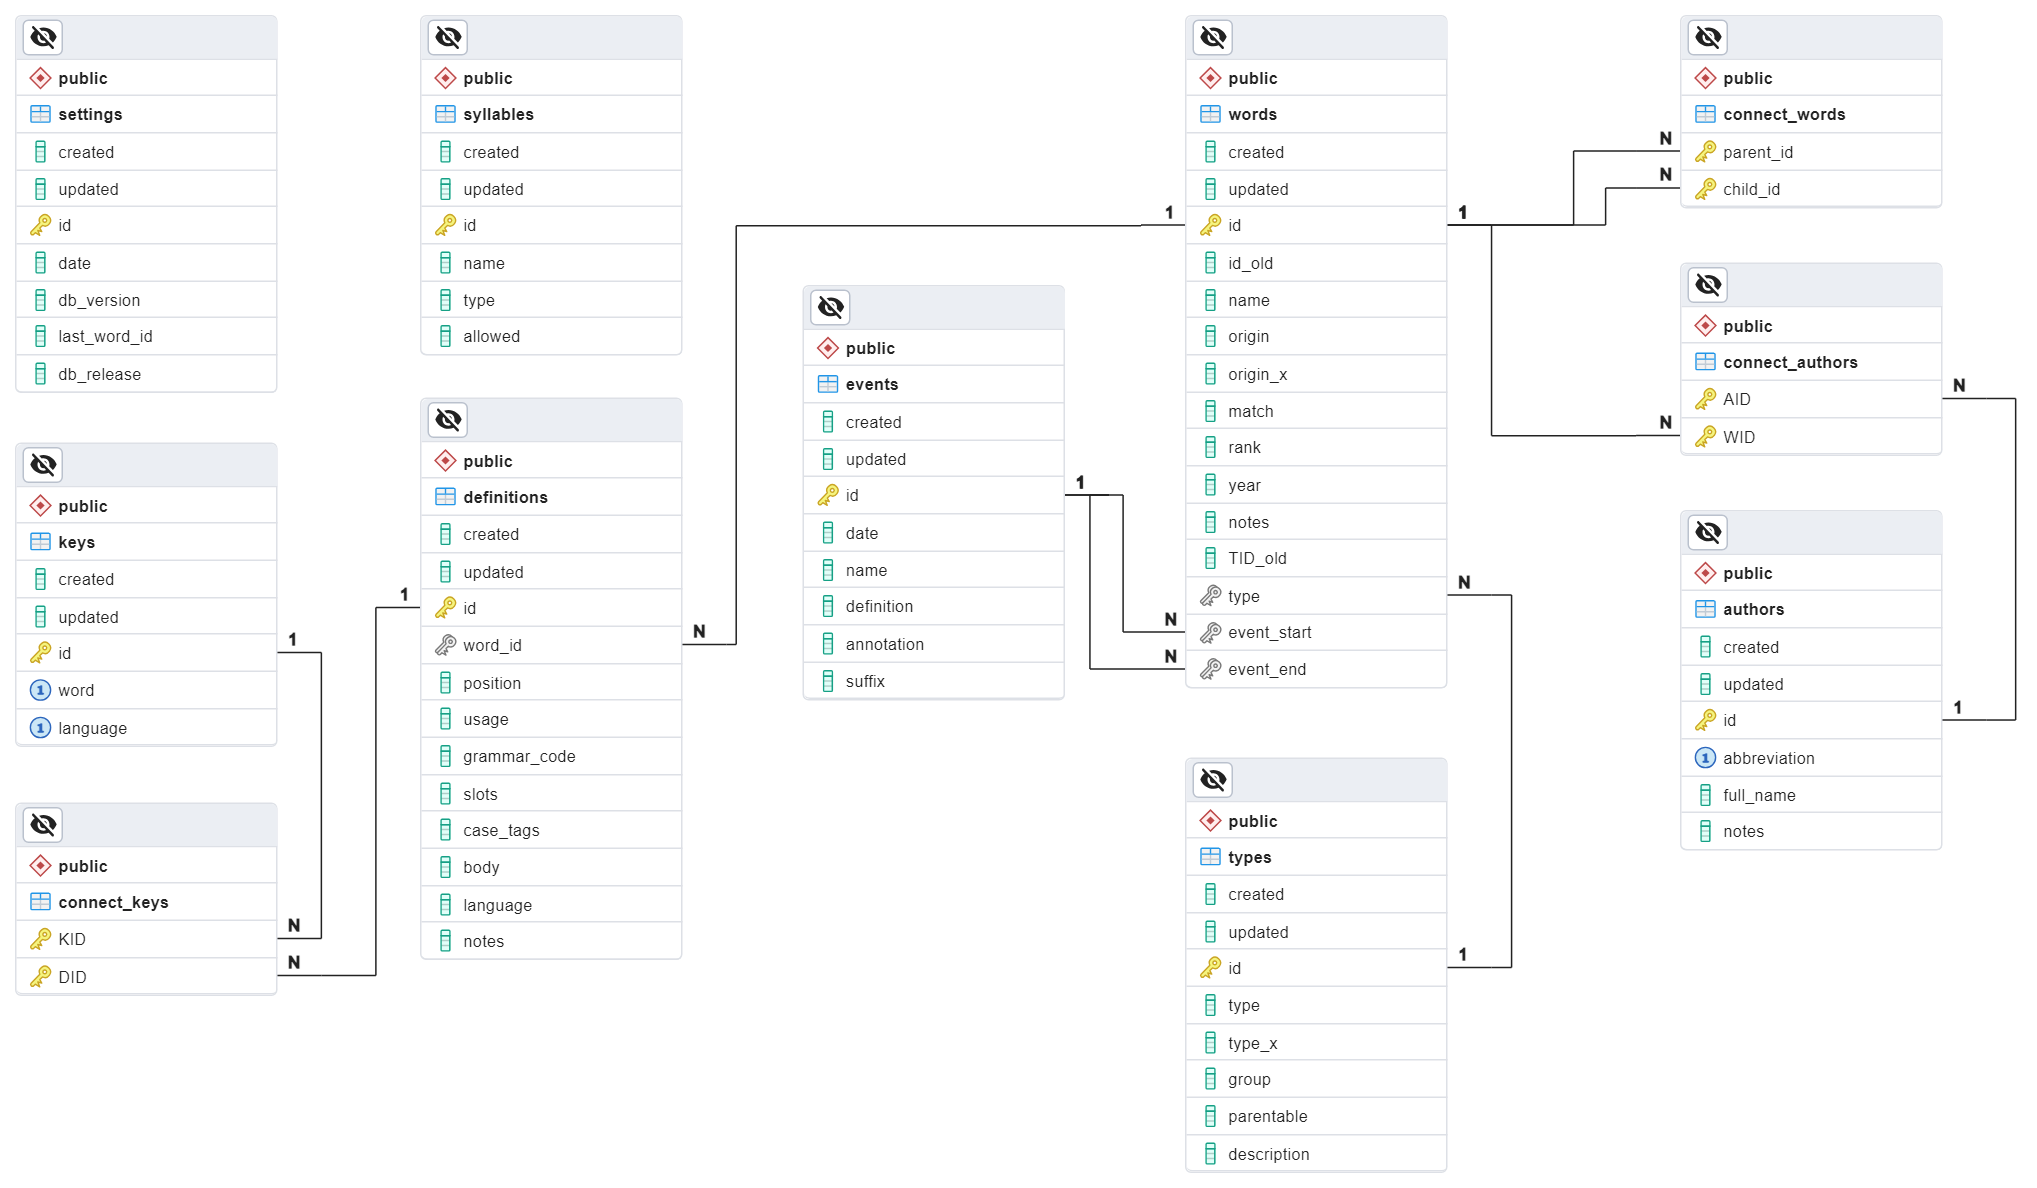 public
settings
created
updated
id
date
db_version
last_word_id
db_release
public
keys
created
updated
id
word
language
1
public
connect_keys
KID
DID
N
N
public
syllables
created
updated
id
name
type
allowed
public
definitions
created
updated
id
word_id
position
usage
grammar_code
slots
case_tags
body
language
notes
1
N
public
events
created
updated
id
date
name
definition
annotation
suffix
1
public
words
created
updated
id
id_old
name
origin
origin_x
match
rank
year
notes
TID_old
type
event_start
event_end
1
1
N
N
N
public
types
created
updated
id
type
type_x
group
parentable
description
1
public
connect_words
parent_id
child_id
N
N
public
connect_authors
AID
WID
N
N
public
authors
created
updated
id
abbreviation
full_name
notes
1